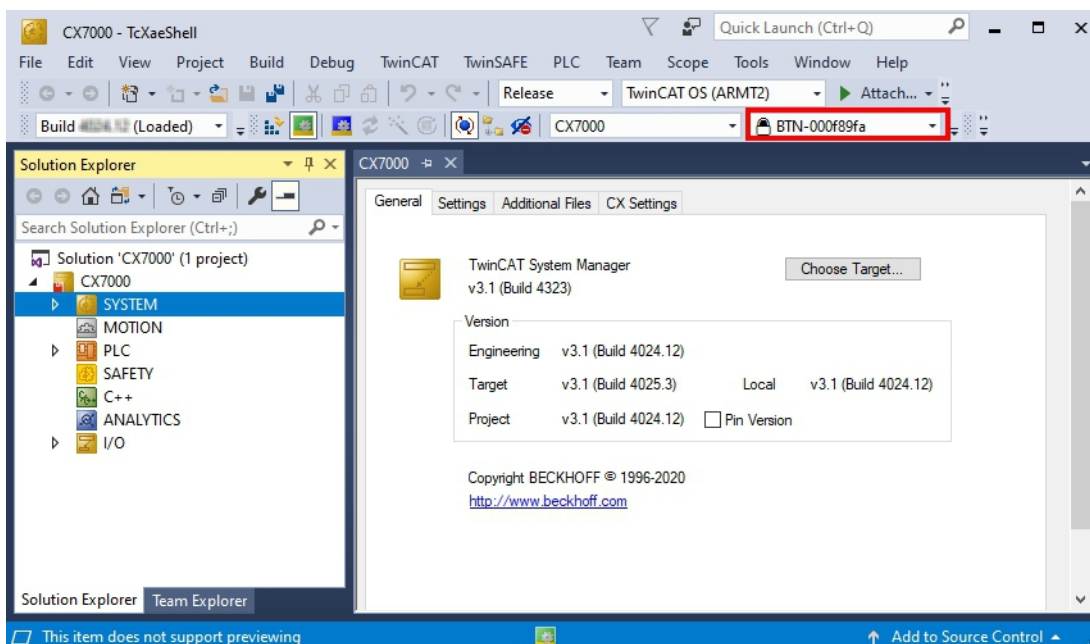 CX7000 - TcXaeShell
Quick Launch (Ctrl+Q)
File Edit View Project Build Debug TwinCAT TwinSAFE PLC Team Scope Tools Window Help
Release TwinCAT OS (ARMT2) Attach...
Build (Loaded) CX7000 BTN-000f89fa
Solution Explorer
CX7000
Search Solution Explorer (Ctrl+;)
Solution 'CX7000' (1 project)
CX7000
SYSTEM
MOTION
PLC
SAFETY
C++
ANALYTICS
I/O
Solution Explorer Team Explorer
General Settings Additional Files CX Settings
TwinCAT System Manager
v3.1 (Build 4323)
Choose Target...
Version
Engineering v3.1 (Build 4024.12)
Target v3.1 (Build 4025.3) Local v3.1 (Build 4024.12)
Project v3.1 (Build 4024.12) Pin Version
Copyright BECKHOFF © 1996-2020
http://www.beckhoff.com
This item does not support previewing
Add to Source Control